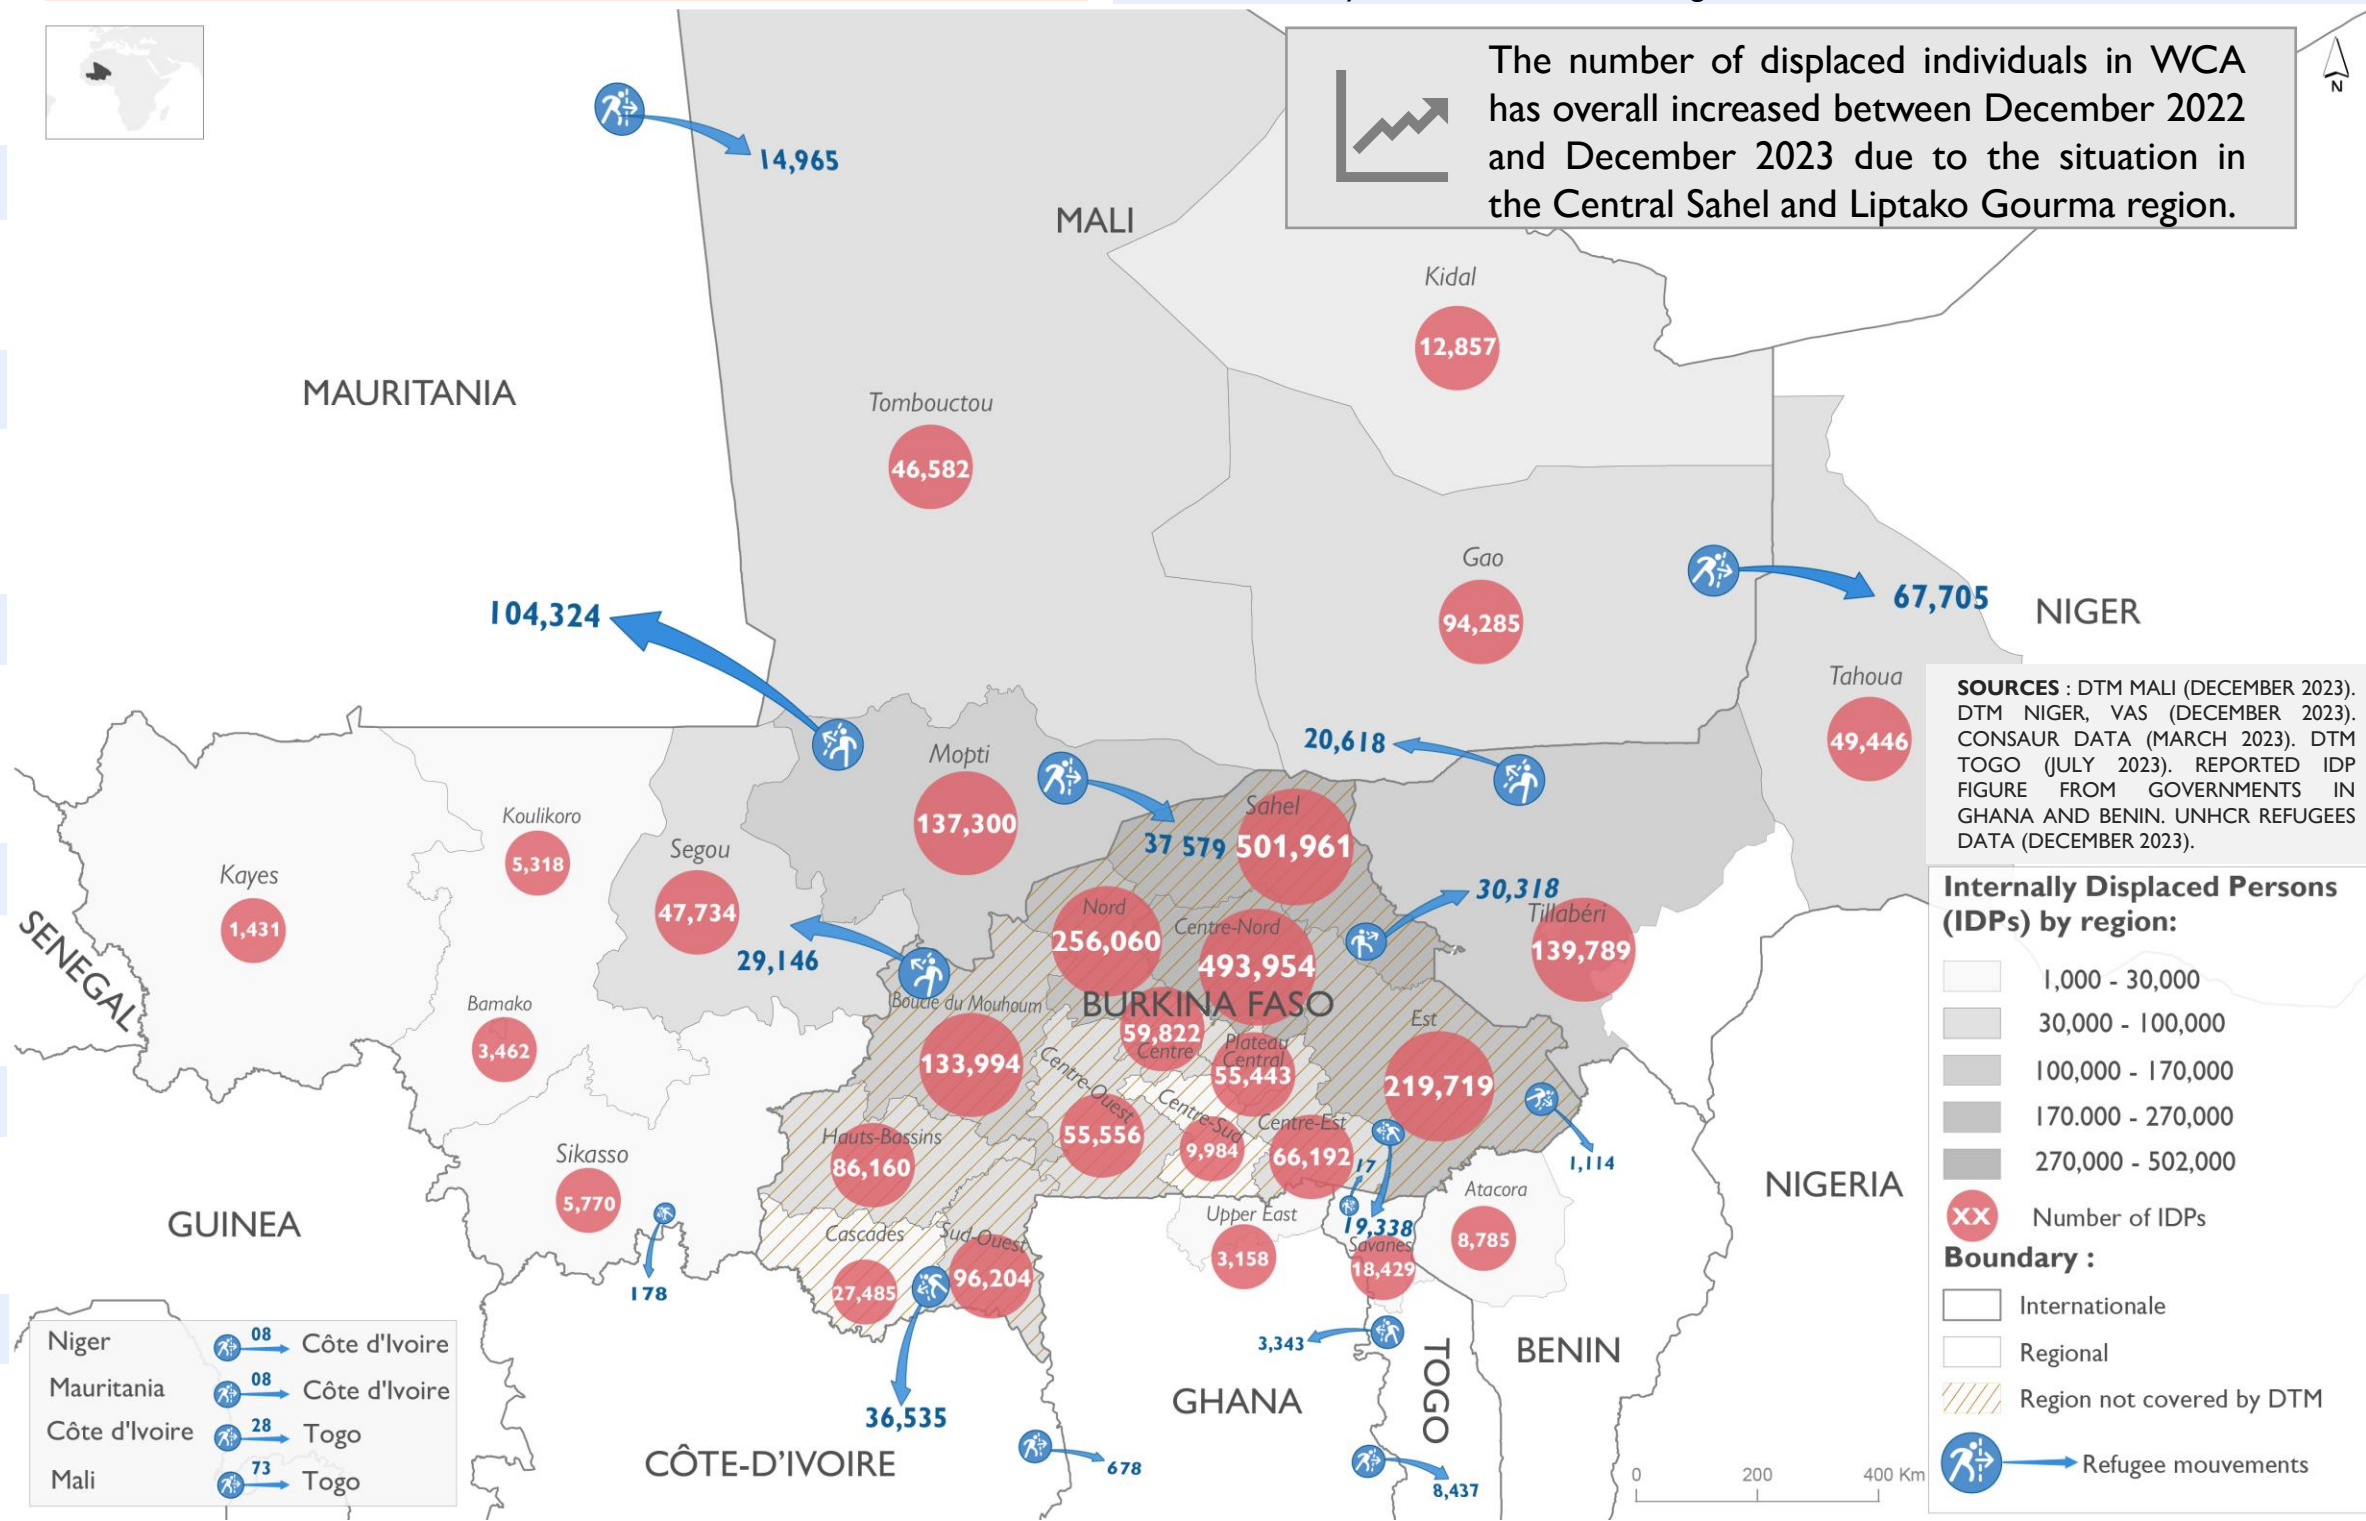 The number of displaced individuals in WCA
has overall increased between December 2022
and December 2023 due to the situation in
the Central Sahel and Liptako Gourma region.
N
14,965
MALI
Kidal
12,857
MAURITANIA
Tombouctou
46,582
Gao
94,285
67,705
NIGER
104,324
Tahoua
49,446
20,618
Mopti
137,300
Sahel
37 579
501,961
Koulikoro
5,318
Segou
47,734
Kayes
1,431
SENEGAL
29,146
Nord
256,060
Centre-Nord
493,954
30,318
Tillabéri
139,789
Bamako
3,462
Boucle du Mouhoum
133,994
BURKINA FASO
59,822
Centre
Plateau
Central
55,443
Est
219,719
Centre-Ouest
55,556
Centre-Sud
9,984
Centre-Est
66,192
17
1,114
Hauts-Bassins
86,160
Sikasso
5,770
178
GUINEA
Cascades
27,485
Sud-Ouest
96,204
Upper East
3,158
19,338
Savanes
18,429
Atacora
8,785
NIGERIA
BENIN
TOGO
3,343
GHANA
36,535
CÔTE-D'IVOIRE
678
8,437
SOURCES : DTM MALI (DECEMBER 2023).
DTM NIGER, VAS (DECEMBER 2023).
CONSAUR DATA (MARCH 2023). DTM
TOGO (JULY 2023). REPORTED IDP
FIGURE FROM GOVERNMENTS IN
GHANA AND BENIN. UNHCR REFUGEES
DATA (DECEMBER 2023).
Internally Displaced Persons
(IDPs) by region:
1,000 - 30,000
30,000 - 100,000
100,000 - 170,000
170.000 - 270,000
270,000 - 502,000
XX Number of IDPs
Boundary :
Internationale
Regional
Region not covered by DTM
Refugee mouvements
0 200 400 Km
Niger 08 Côte d'Ivoire
Mauritania 08 Côte d'Ivoire
Côte d'Ivoire 28 Togo
Mali 73 Togo